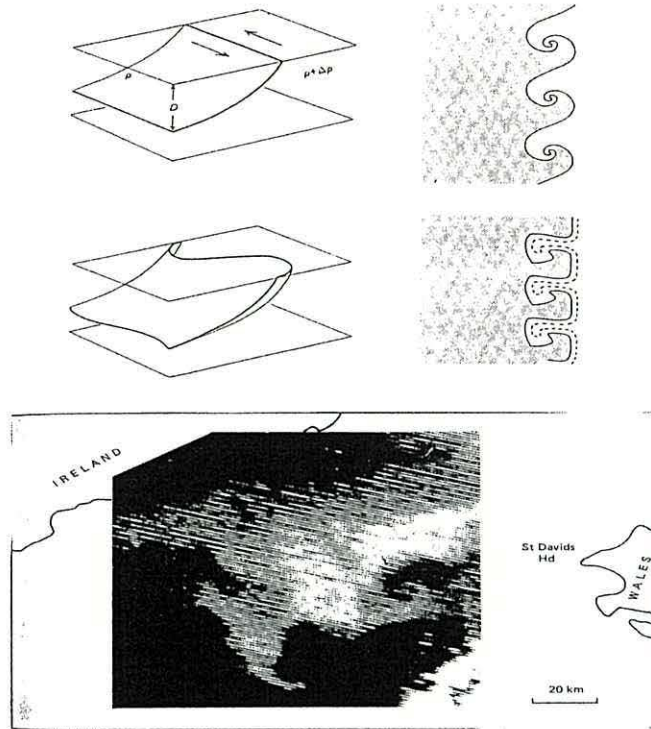 ρ
D
ρ+Δρ
IRELAND
St Davids
Hd
WALES
20 km